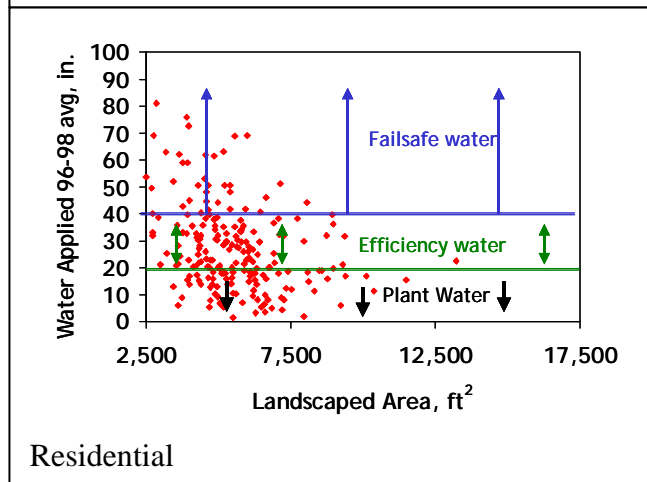 Water Applied 96-98 avg, in.
100
90
80
70
60
50
40
30
20
10
0
Failsafe water
Efficiency water
Plant Water
2,500 7,500 12,500 17,500
Landscaped Area, ft²
Residential